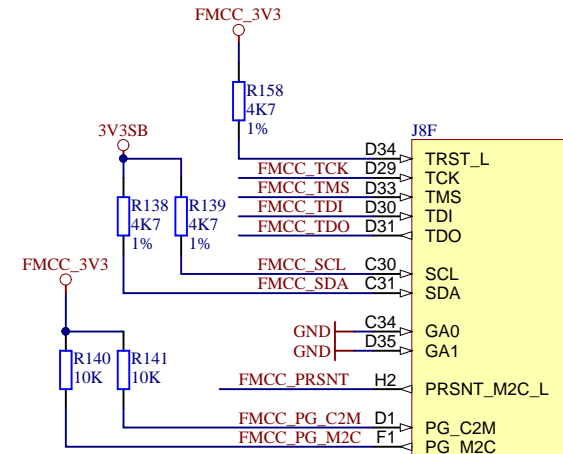 FMCC_3V3
R158
4K7
1%
3V3SB
J8F
D34
TRST_L
FMCC_TCK D29 TCK
FMCC_TMS D33 TMS
FMCC_TDI D30 TDI
FMCC_TDO D31 TDO
R138
4K7
1%
R139
4K7
1%
FMCC_3V3
FMCC_SCL C30 SCL
FMCC_SDA C31 SDA
GND C34 GA0
GND D35 GA1
R140
10K
R141
10K
FMCC_PRSNT H2 PRSNT_M2C_L
FMCC_PG_C2M D1 PG_C2M
FMCC_PG_M2C F1 PG_M2C